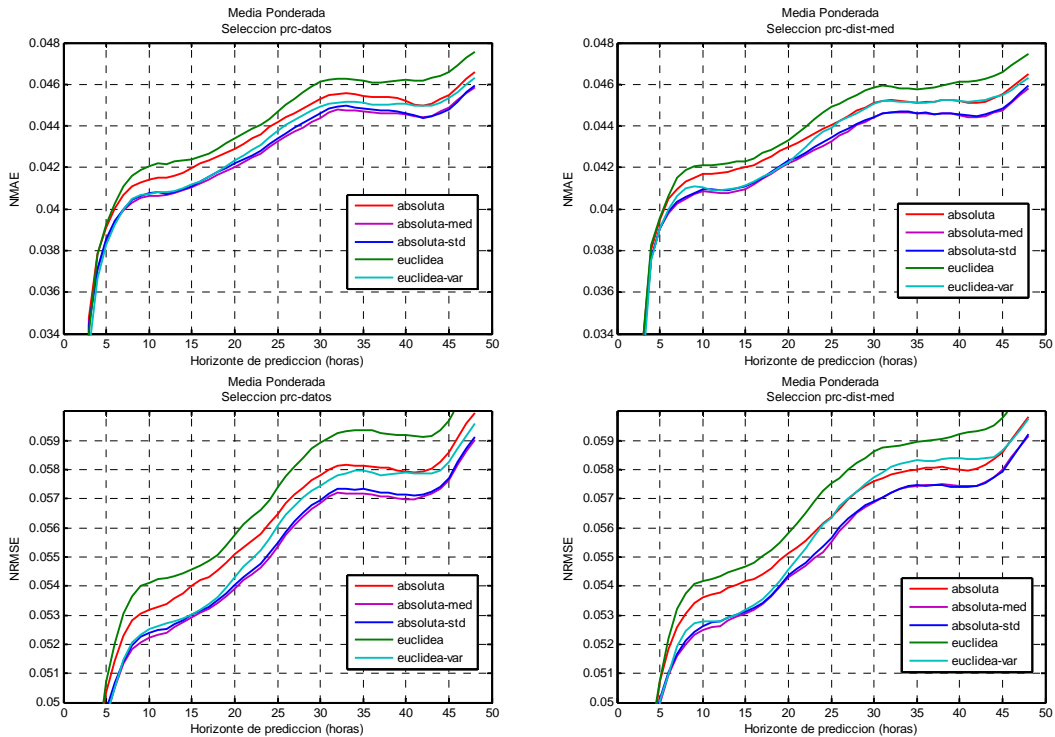 Media Ponderada
Seleccion prc-datos
0.048
0.046
0.044
0.042
0.04
0.038
0.036
0.034
NMAE
0 5 10 15 20 25 30 35 40 45 50
Horizonte de prediccion (horas)
absoluta
absoluta-med
absoluta-std
euclidea
euclidea-var
Media Ponderada
Seleccion prc-dist-med
0.048
0.046
0.044
0.042
0.04
0.038
0.036
0.034
NMAE
0 5 10 15 20 25 30 35 40 45 50
Horizonte de prediccion (horas)
absoluta
absoluta-med
absoluta-std
euclidea
euclidea-var
Media Ponderada
Seleccion prc-datos
0.059
0.058
0.057
0.056
0.055
0.054
0.053
0.052
0.051
0.05
NRMSE
0 5 10 15 20 25 30 35 40 45 50
Horizonte de prediccion (horas)
absoluta
absoluta-med
absoluta-std
euclidea
euclidea-var
Media Ponderada
Seleccion prc-dist-med
0.059
0.058
0.057
0.056
0.055
0.054
0.053
0.052
0.051
0.05
NRMSE
0 5 10 15 20 25 30 35 40 45 50
Horizonte de prediccion (horas)
absoluta
absoluta-med
absoluta-std
euclidea
euclidea-var